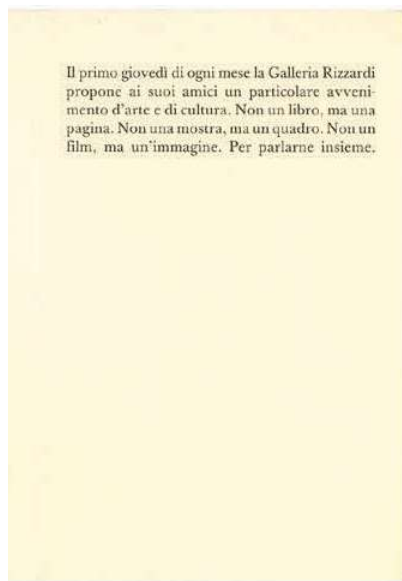 Il primo giovedì di ogni mese la Galleria Rizzardi
propone ai suoi amici un particolare avveni-
mento d'arte e di cultura. Non un libro, ma una
pagina. Non una mostra, ma un quadro. Non un
film, ma un'immagine. Per parlarne insieme.